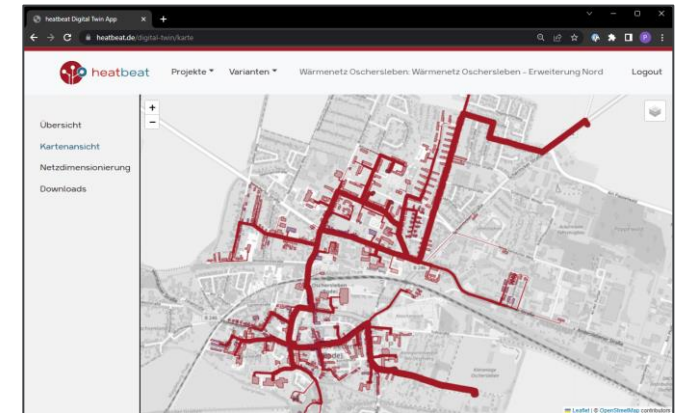 heatbeat Digital Twin App
heatbeat.de/digital-twin/karte
heatbeat Projekte Varianten Wärmenetz Oschersleben: Wärmenetz Oschersleben - Erweiterung Nord Logout
+
−
Übersicht
Kartenansicht
Netzdimensionierung
Downloads
B 246
Leaflet | © OpenStreetMap contributors